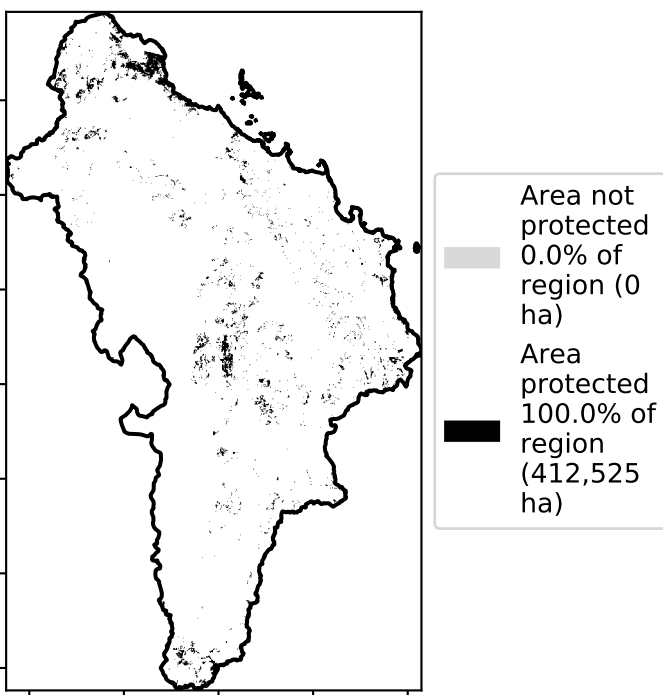 Area not
protected
0.0% of
region (0
ha)
Area
protected
100.0% of
region
(412,525
ha)